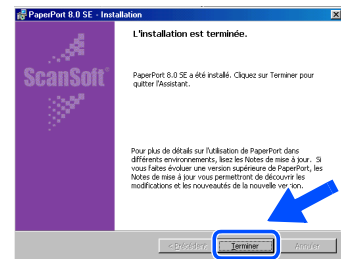 PaperPort 8.0 SE - Installation
L'installation est terminée.
ScanSoft
PaperPort 8.0 SE a été installé. Cliquez sur Terminer pour
quitter l'Assistant.
Pour plus de détails sur l'utilisation de PaperPort dans
différents environnements, lisez les Notes de mise à jour. Si
vous faites évoluer une version supérieure de PaperPort, les
Notes de mise à jour vous permettront de découvrir les
modifications et les nouveautés de la nouvelle version.
< Précédent
Terminer
Annuler